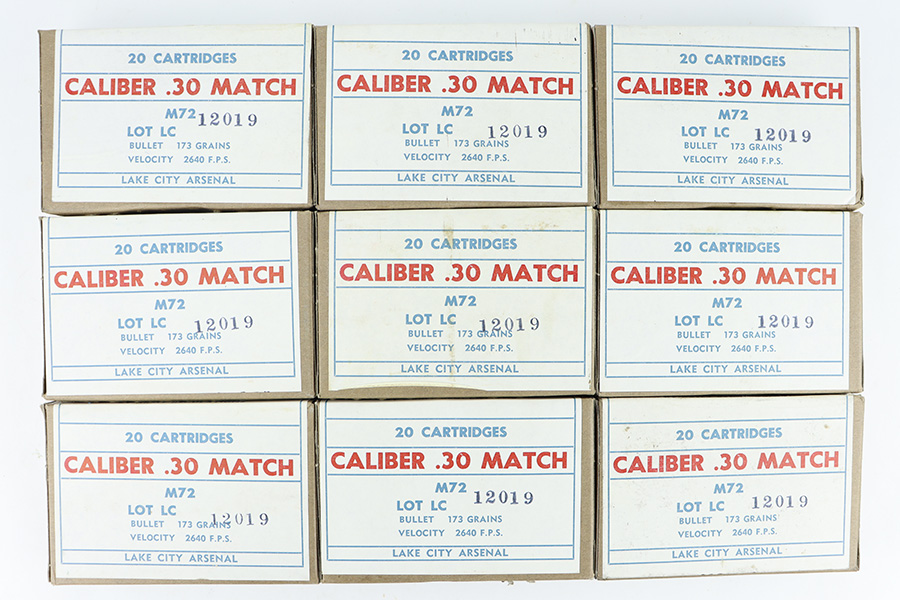 20 CARTRIDGES
CALIBER .30 MATCH
M72
LOT LC 12019
BULLET 173 GRAINS
VELOCITY 2640 F.P.S.
LAKE CITY ARSENAL
20 CARTRIDGES
CALIBER .30 MATCH
M72
LOT LC 12019
BULLET 173 GRAINS
VELOCITY 2640 F.P.S.
LAKE CITY ARSENAL
20 CARTRIDGES
CALIBER .30 MATCH
M72
LOT LC 12019
BULLET 173 GRAINS
VELOCITY 2640 F.P.S.
LAKE CITY ARSENAL
20 CARTRIDGES
CALIBER .30 MATCH
M72
LOT LC 12019
BULLET 173 GRAINS
VELOCITY 2640 F.P.S.
LAKE CITY ARSENAL
20 CARTRIDGES
CALIBER .30 MATCH
M72
LOT LC 12019
BULLET 173 GRAINS
VELOCITY 2640 F.P.S.
LAKE CITY ARSENAL
20 CARTRIDGES
CALIBER .30 MATCH
M72
LOT LC 12019
BULLET 173 GRAINS
VELOCITY 2640 F.P.S.
LAKE CITY ARSENAL
20 CARTRIDGES
CALIBER .30 MATCH
M72
LOT LC 12019
BULLET 173 GRAINS
VELOCITY 2640 F.P.S.
LAKE CITY ARSENAL
20 CARTRIDGES
CALIBER .30 MATCH
M72
LOT LC 12019
BULLET 173 GRAINS
VELOCITY 2640 F.P.S.
LAKE CITY ARSENAL
20 CARTRIDGES
CALIBER .30 MATCH
M72
LOT LC 12019
BULLET 173 GRAINS
VELOCITY 2640 F.P.S.
LAKE CITY ARSENAL